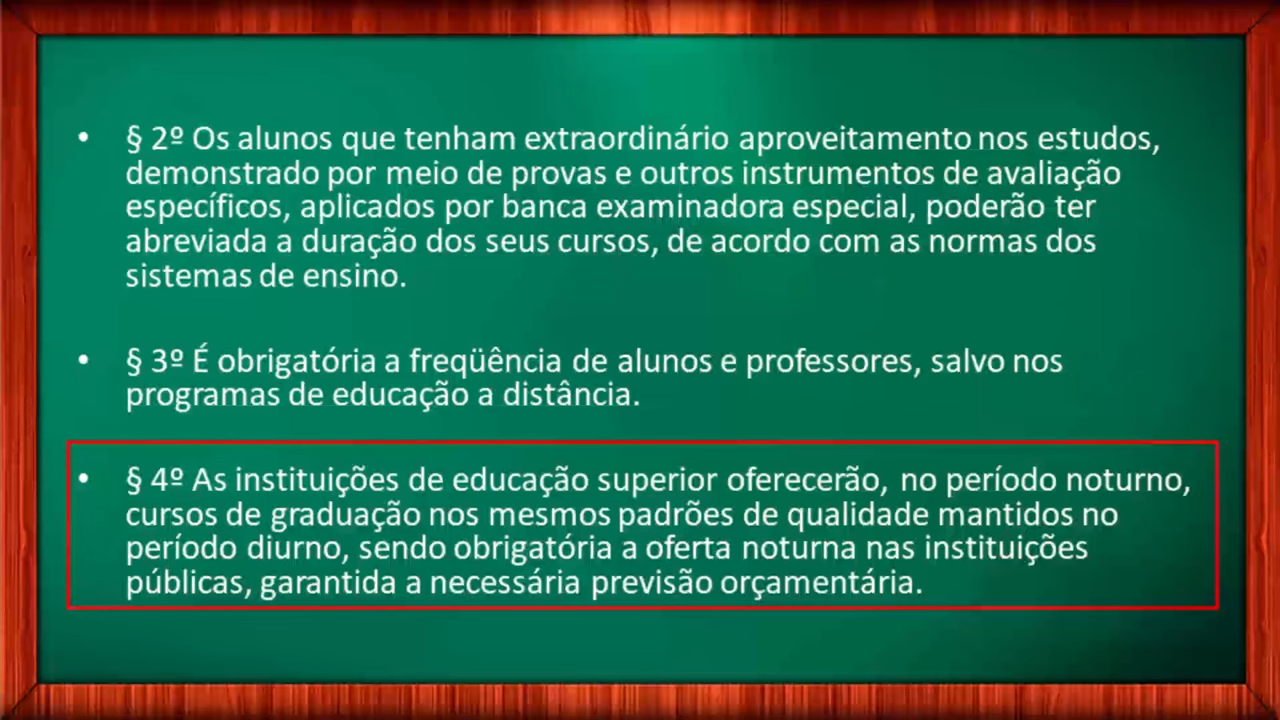 • § 2º Os alunos que tenham extraordinário aproveitamento nos estudos,
demonstrado por meio de provas e outros instrumentos de avaliação
específicos, aplicados por banca examinadora especial, poderão ter
abreviada a duração dos seus cursos, de acordo com as normas dos
sistemas de ensino.
• § 3º É obrigatória a freqüência de alunos e professores, salvo nos
programas de educação a distância.
• § 4º As instituições de educação superior oferecerão, no período noturno,
cursos de graduação nos mesmos padrões de qualidade mantidos no
período diurno, sendo obrigatória a oferta noturna nas instituições
públicas, garantida a necessária previsão orçamentária.